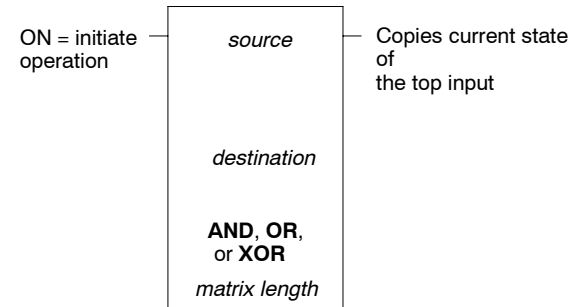 ON = initiate
operation
source
Copies current state
of
the top input
destination
AND, OR,
or XOR
matrix length